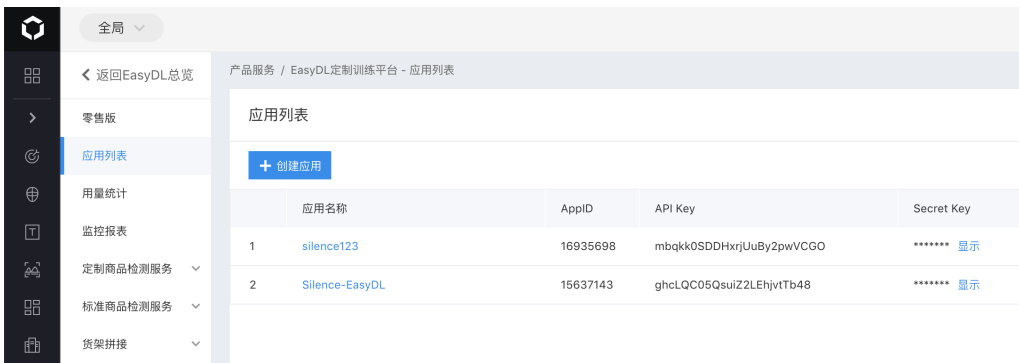 全局
返回EasyDL总览
零售版
应用列表
用量统计
监控报表
定制商品检测服务
标准商品检测服务
货架拼接
产品服务 / EasyDL定制训练平台 - 应用列表
应用列表
创建应用
应用名称 AppID API Key Secret Key
1 silence123 16935698 mbqkk0SDDHxrjUuBy2pwVCGO ******* 显示
2 Silence-EasyDL 15637143 ghcLQC05QsuiZ2LEhjvtTb48 ******* 显示